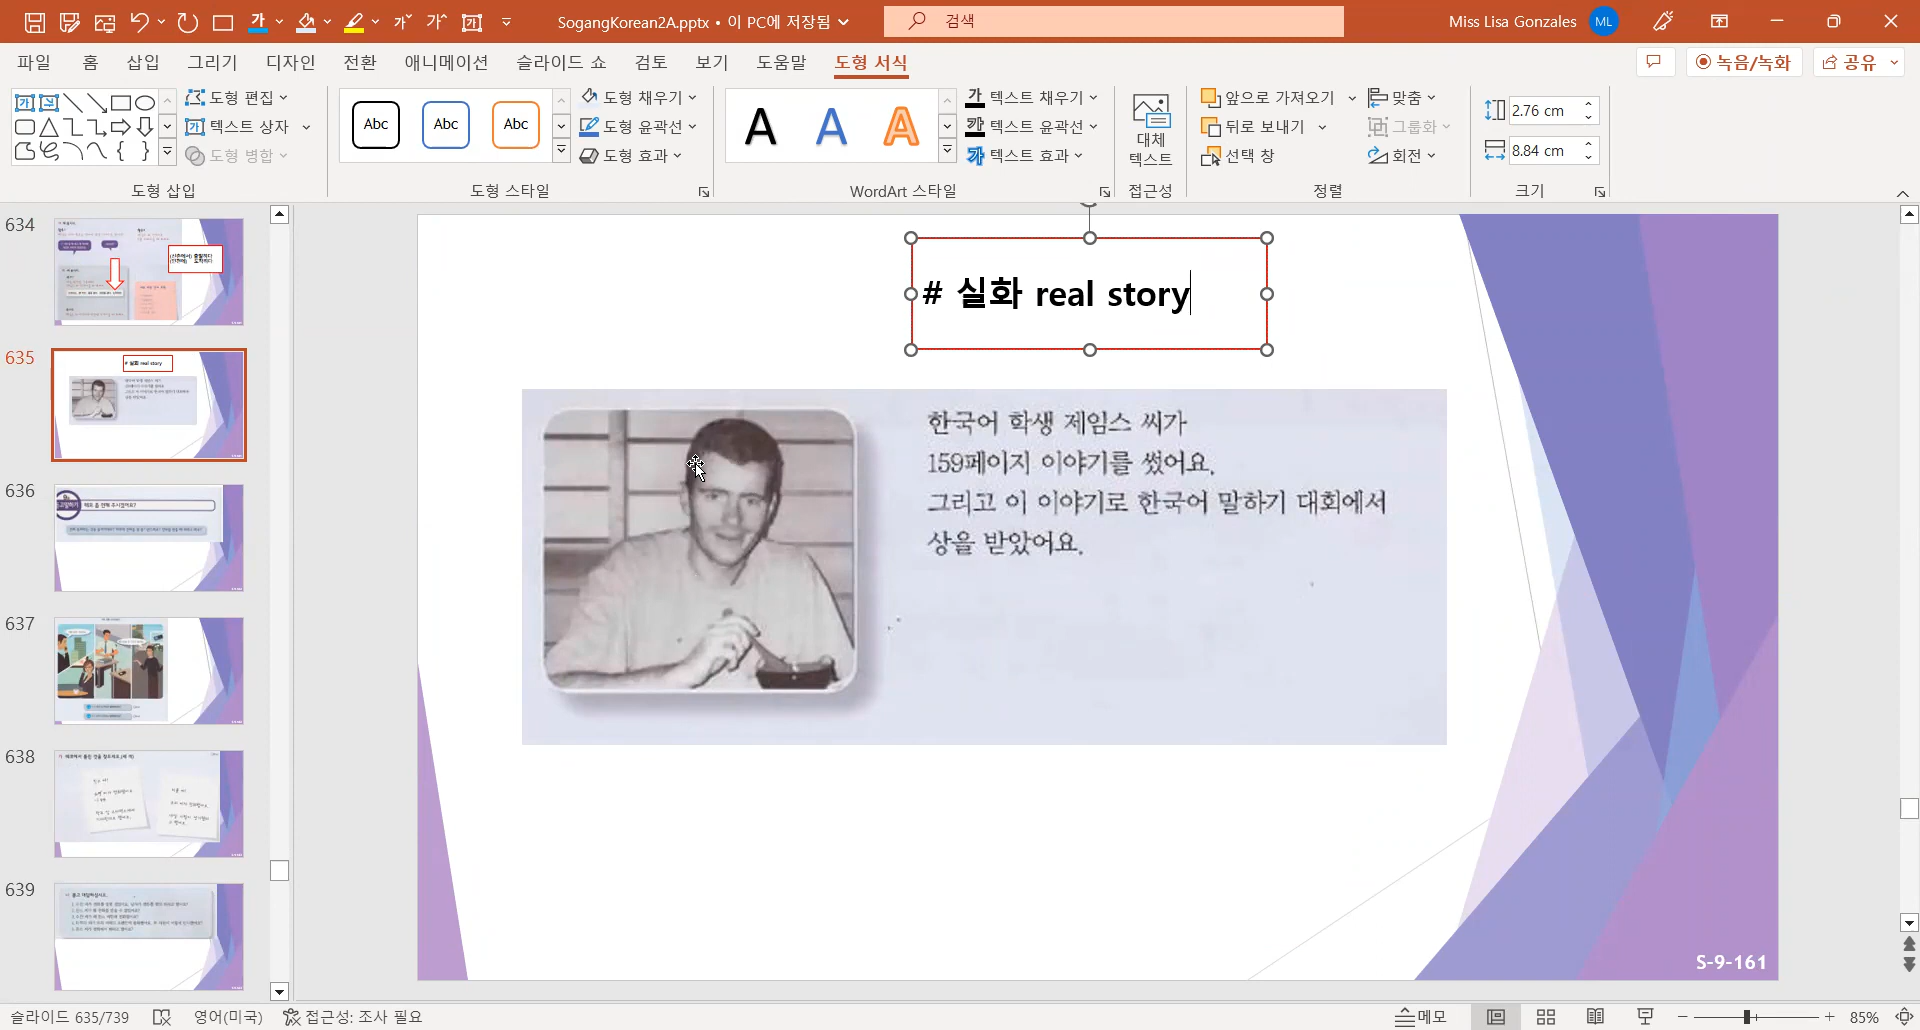 SogangKorean2A.pptx • 이 PC에 저장됨
검색
Miss Lisa Gonzales
ML
파일
홈
삽입
그리기
디자인
전환
애니메이션
슬라이드 쇼
검토
보기
도움말
도형 서식
녹음/녹화
공유
도형 편집
텍스트 상자
도형 병합
도형 삽입
Abc
Abc
Abc
도형 채우기
도형 윤곽선
도형 효과
도형 스타일
A
A
A
텍스트 채우기
텍스트 윤곽선
텍스트 효과
WordArt 스타일
대체
텍스트
접근성
앞으로 가져오기
뒤로 보내기
선택 창
맞춤
그룹화
회전
정렬
2.76 cm
8.84 cm
크기
634
635
# 실화 real story
636
637
638
639
# 실화 real story
한국어 학생 제임스 씨가
159페이지 이야기를 썼어요.
그리고 이 이야기로 한국어 말하기 대회에서
상을 받았어요.
S-9-161
슬라이드 635/739
영어(미국)
접근성: 조사 필요
메모
85%